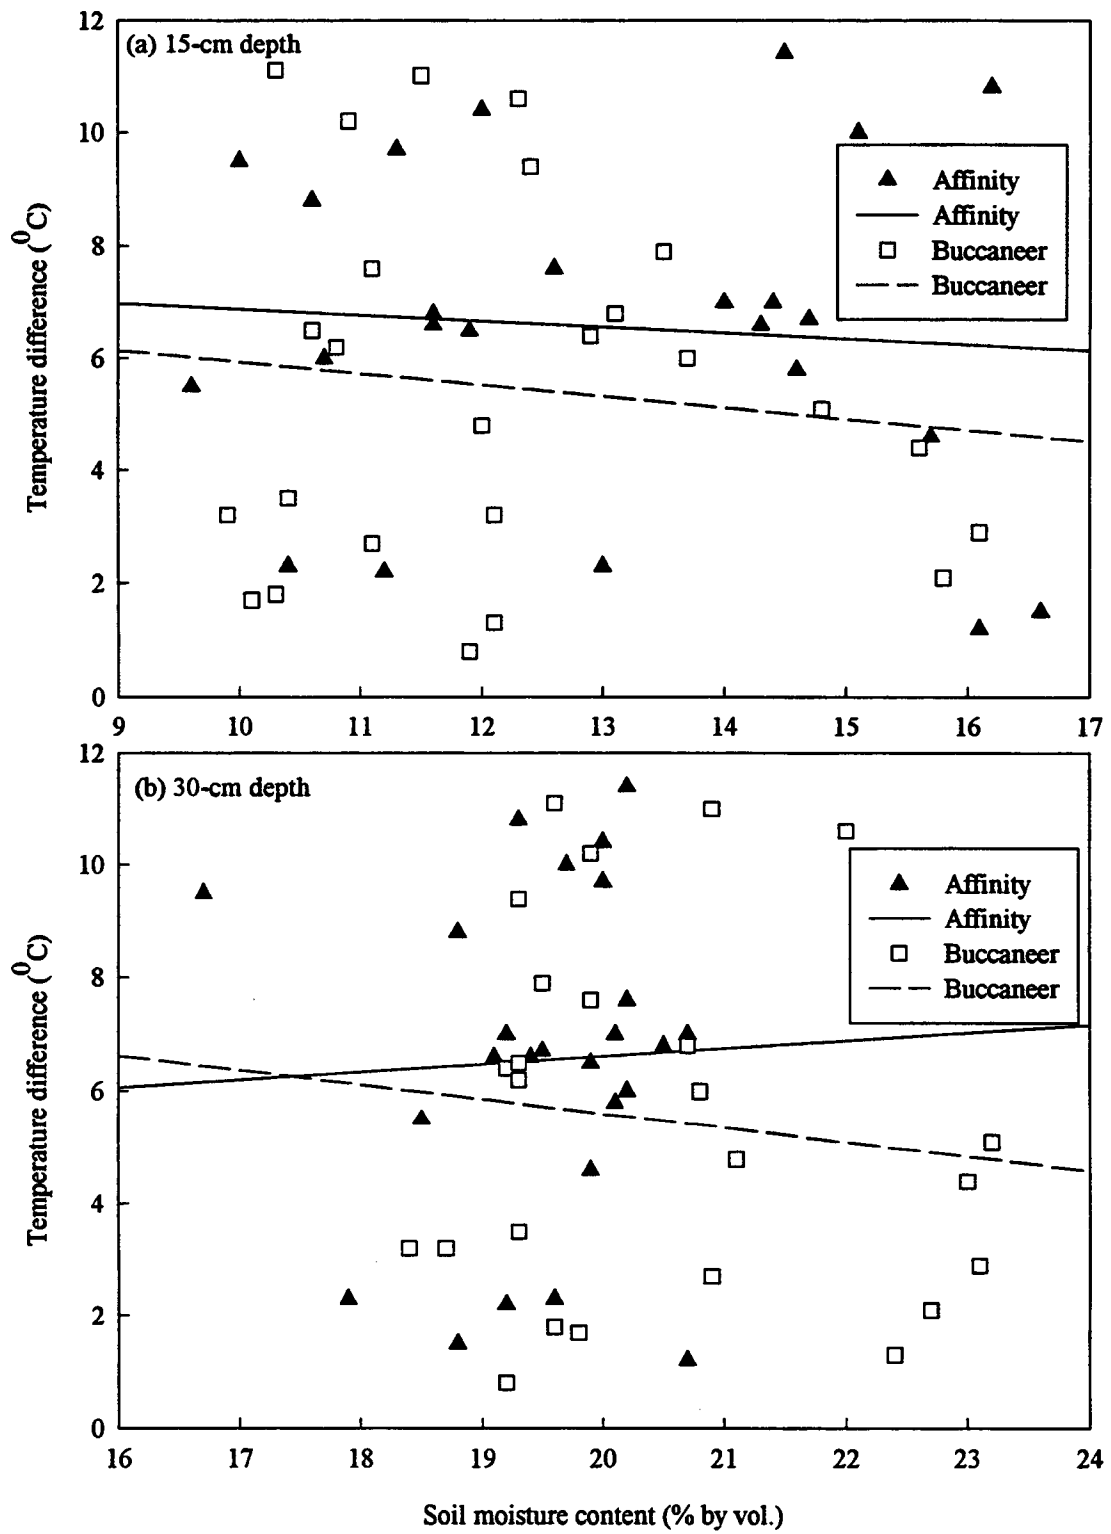 (a) 15-cm depth
12
10
8
6
4
2
0
Temperature difference (⁰C)
Affinity
Affinity
Buccaneer
Buccaneer
9 10 11 12 13 14 15 16 17
(b) 30-cm depth
12
10
8
6
4
2
0
Temperature difference (⁰C)
Affinity
Affinity
Buccaneer
Buccaneer
16 17 18 19 20 21 22 23 24
Soil moisture content (% by vol.)